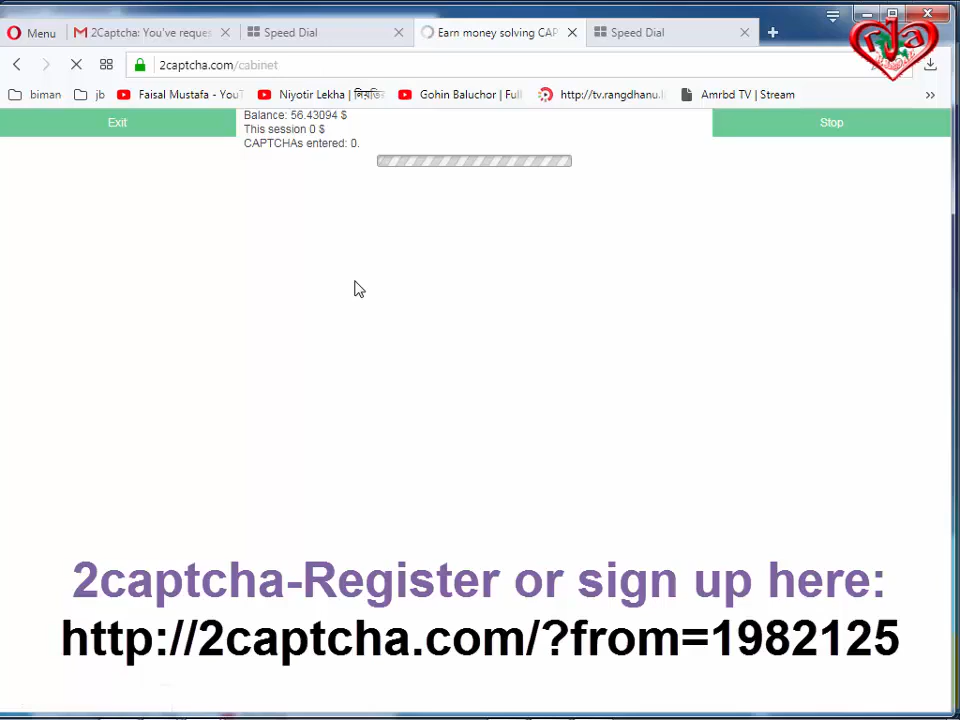 Menu
2Captcha: You've reques
Speed Dial
Earn money solving CAP
Speed Dial
2captcha.com/cabinet
biman
jb
Faisal Mustafa - YouT
Niyotir Lekha | নিয়তির
Gohin Baluchor | Full
http://tv.rangdhanu.l
Amrbd TV | Stream
Exit
Balance: 56.43094 $
Stop
This session 0 $
CAPTCHAs entered: 0.
2captcha-Register or sign up here:
http://2captcha.com/?from=1982125